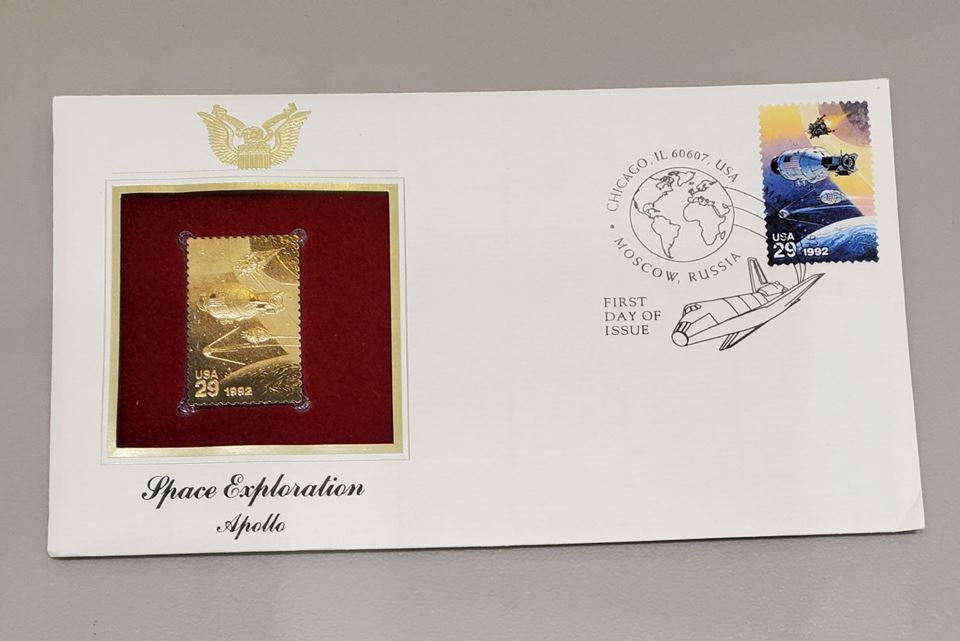 USA
29 1992
Space Exploration
Apollo
CHICAGO, IL 60607, USA
• MOSCOW, RUSSIA
FIRST
DAY OF
ISSUE
USA
29 1992